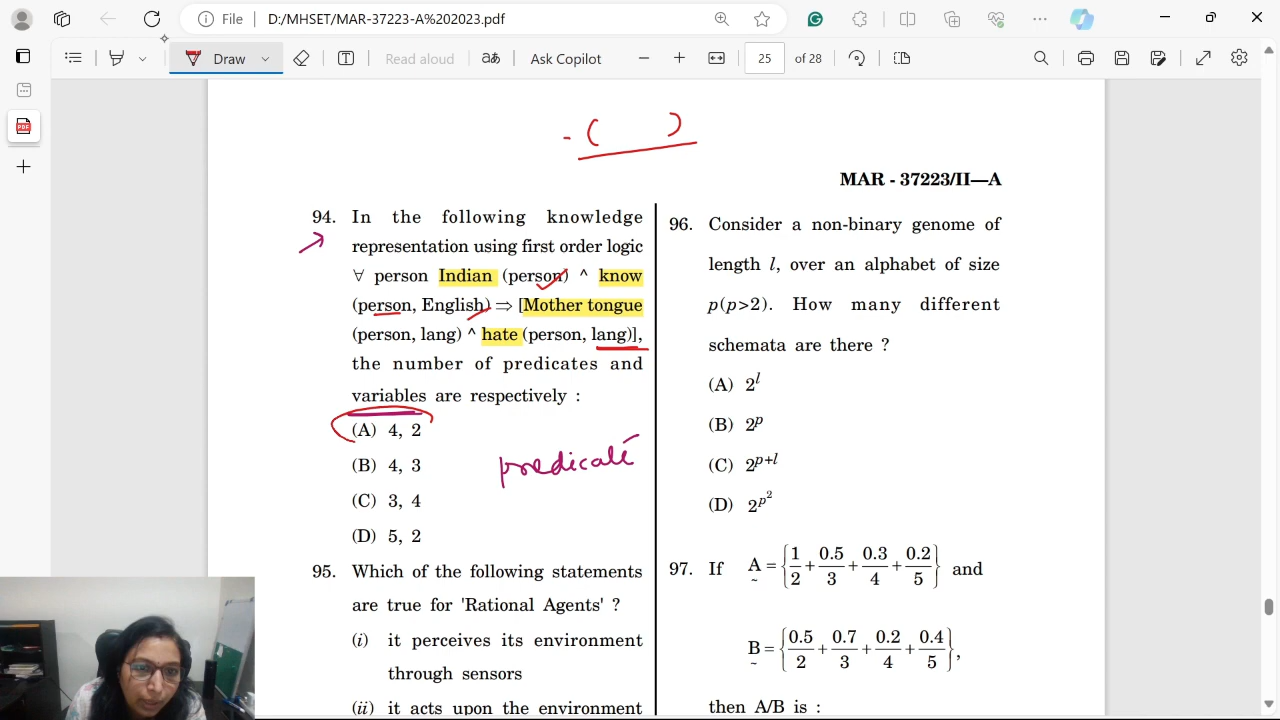 File
D:/MHSET/MAR-37223-A%202023.pdf
Draw
Read aloud
aあ
Ask Copilot
25
of 28
- ( )
MAR - 37223/II—A
94. In the following knowledge
representation using first order logic
∀ person Indian (person) ^ know
(person, English) ⇒ [Mother tongue
(person, lang) ^ hate (person, lang)],
the number of predicates and
variables are respectively :
(A) 4, 2
(B) 4, 3
(C) 3, 4
(D) 5, 2
predicate
95. Which of the following statements
are true for 'Rational Agents' ?
(i) it perceives its environment
through sensors
(ii) it acts upon the environment
96. Consider a non-binary genome of
length l, over an alphabet of size
p(p>2). How many different
schemata are there ?
(A) 2^l
(B) 2^p
(C) 2^{p+l}
(D) 2^{p^2}
97. If A = {1/2 + 0.5/3 + 0.3/4 + 0.2/5} and
~
B = {0.5/2 + 0.7/3 + 0.2/4 + 0.4/5},
~
then A/B is :